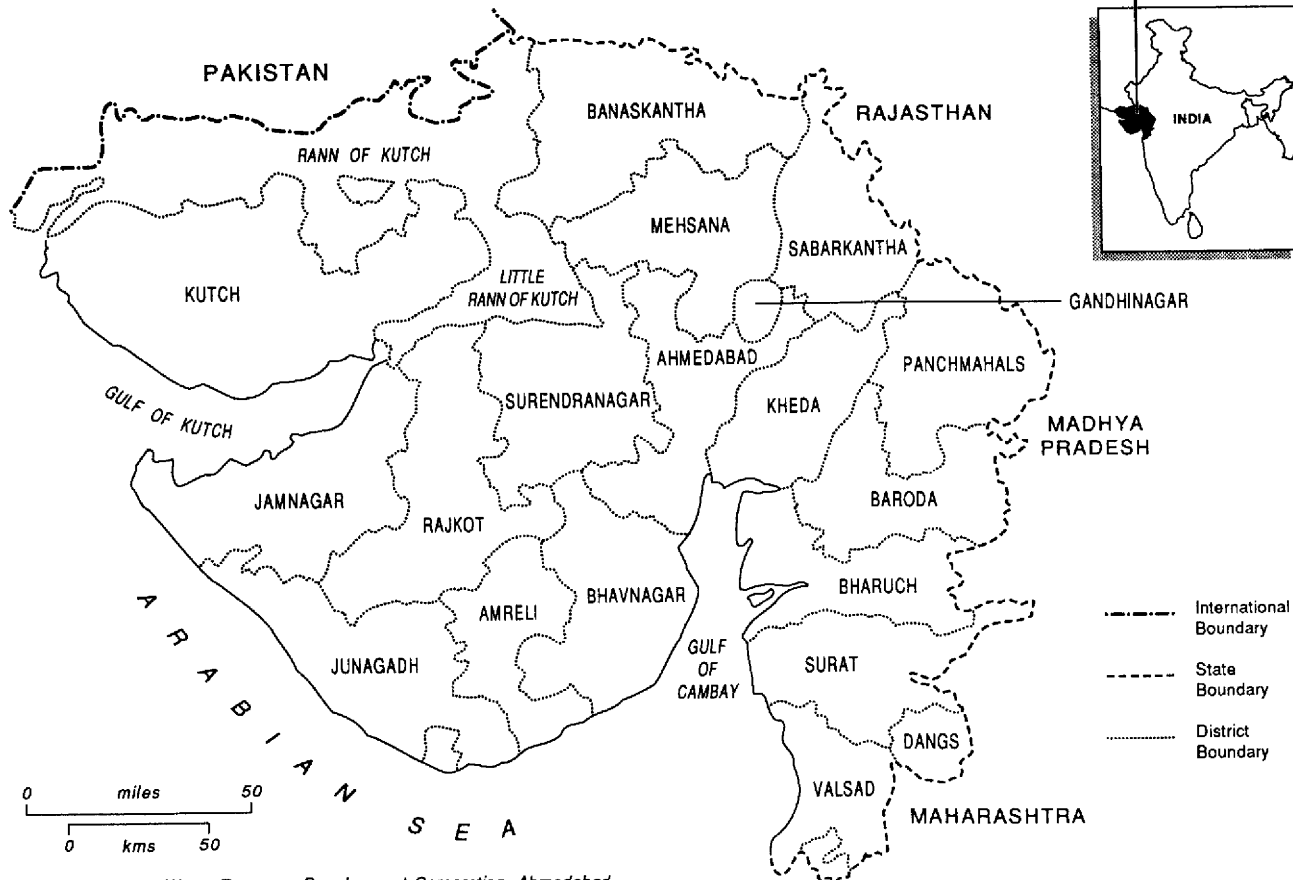 PAKISTAN
RANN OF KUTCH
BANASKANTHA
RAJASTHAN
INDIA
MEHSANA
SABARKANTHA
KUTCH
LITTLE
RANN OF KUTCH
GANDHINAGAR
AHMEDABAD
PANCHMAHALS
GULF OF KUTCH
SURENDRANAGAR
KHEDA
MADHYA
PRADESH
JAMNAGAR
RAJKOT
BARODA
AMRELI
BHAVNAGAR
BHARUCH
JUNAGADH
GULF
OF
CAMBAY
SURAT
DANGS
VALSAD
MAHARASHTRA
ARABIAN SEA
International
Boundary
State
Boundary
District
Boundary
0 miles 50
0 kms 50
Ahmedabad